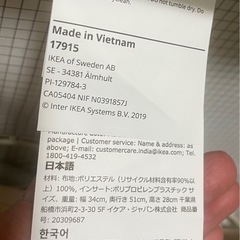 not tumble dry. Do
Made in Vietnam
17915
IKEA of Sweden AB
SE - 34381 Älmhult
PI-129784-3
CA05404 NIF N0391857J
© Inter IKEA Systems B.V. 2019
Customer Service: Name & address as
above; E-mail: customercare.india@ikea.com;
1800-419-4532
日本語
材料: 布地:ポリエステル (リサイクル材料含有率90%以
上) 100%, インサート:ポリプロピレンプラスチック サ
イズ, 重量: 幅 34cm, 奥行き 51cm, 高さ 28cm 千葉県
船橋市浜町2-3-30 SF イケア・ジャパン株式会社 商品番
号: 20309687
한국어